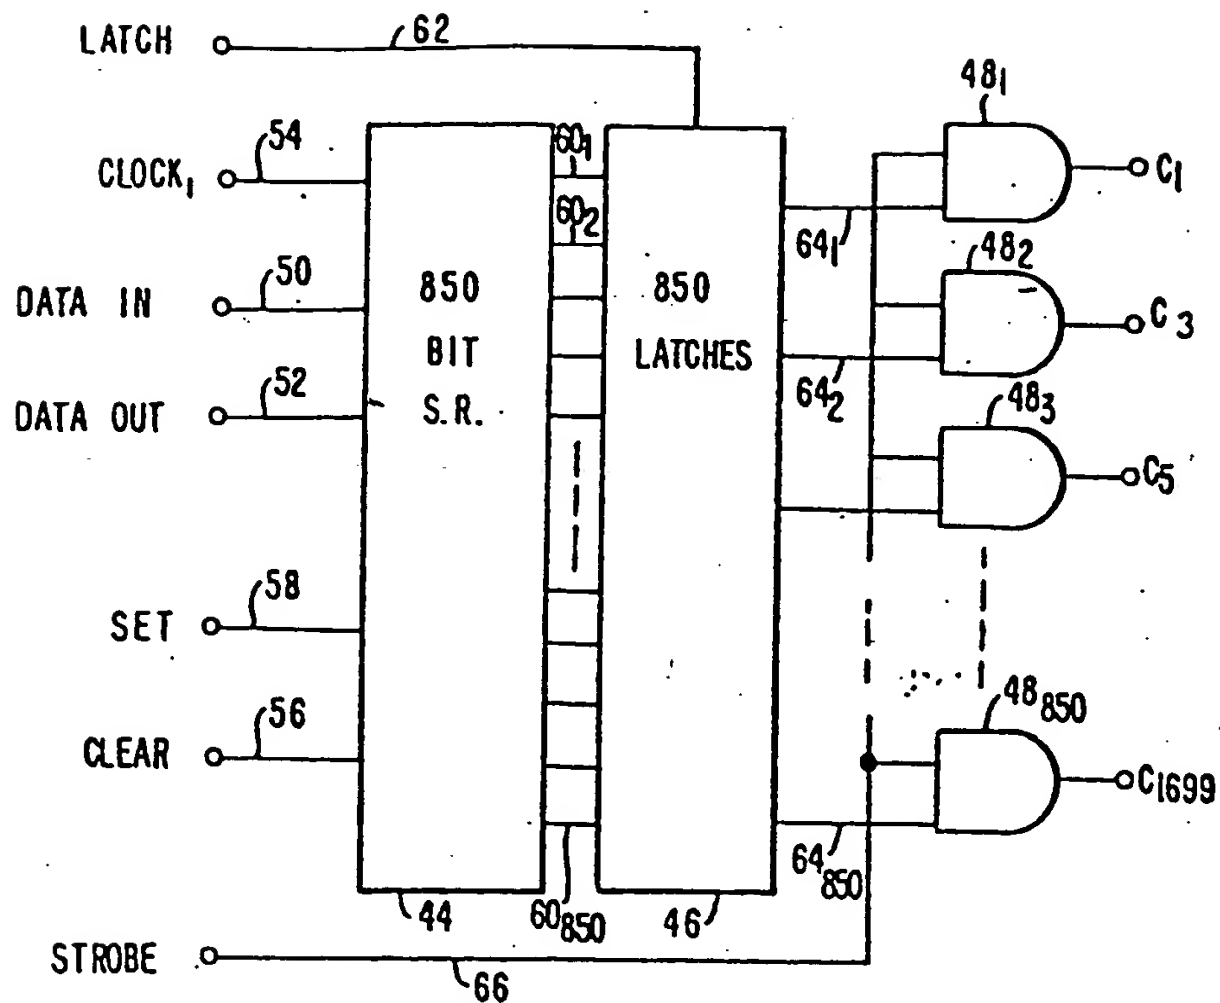 LATCH
62
48₁
54
60₁
CLOCK₁
C₁
60₂
64₁
48₂
50
850
850
DATA IN
C₃
BIT
LATCHES
52
64₂
48₃
DATA OUT
S.R.
C₅
58
SET
48₈₅₀
56
CLEAR
C₁₆₉₉
64₈₅₀
44
60₈₅₀
46
STROBE
66